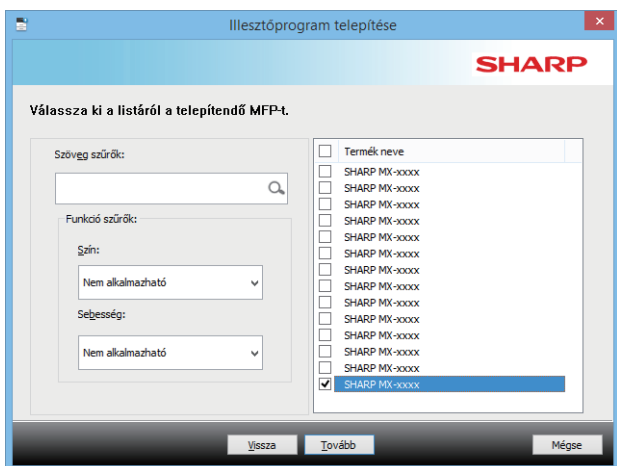 Illesztőprogram telepítése
SHARP
Válassza ki a listáról a telepítendő MFP-t.
Szöveg szűrők:
Funkció szűrők:
Szín:
Nem alkalmazható
Sebesség:
Nem alkalmazható
Termék neve
SHARP MX-xxxx
SHARP MX-xxxx
SHARP MX-xxxx
SHARP MX-xxxx
SHARP MX-xxxx
SHARP MX-xxxx
SHARP MX-xxxx
SHARP MX-xxxx
SHARP MX-xxxx
SHARP MX-xxxx
SHARP MX-xxxx
SHARP MX-xxxx
SHARP MX-xxxx
SHARP MX-xxxx
Vissza
Tovább
Mégse